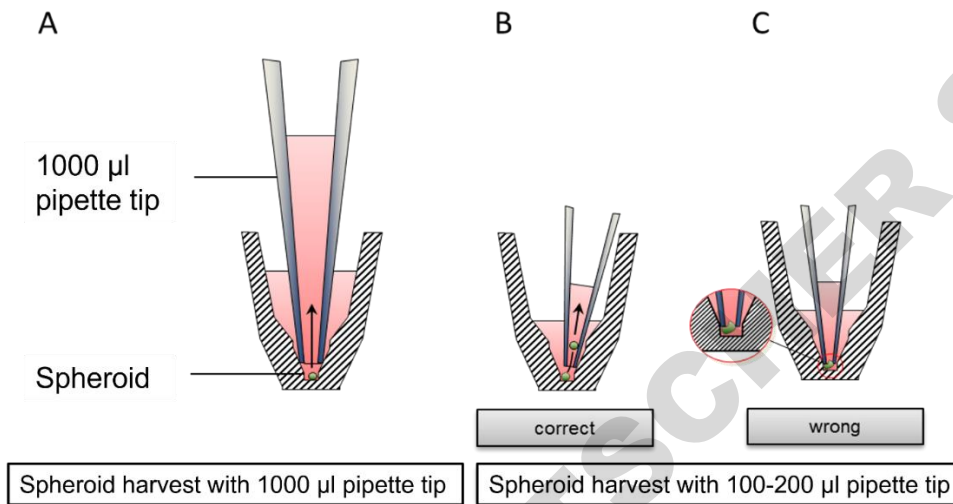 A
B
C
1000 µl
pipette tip
Spheroid
correct
wrong
Spheroid harvest with 1000 µl pipette tip
Spheroid harvest with 100-200 µl pipette tip